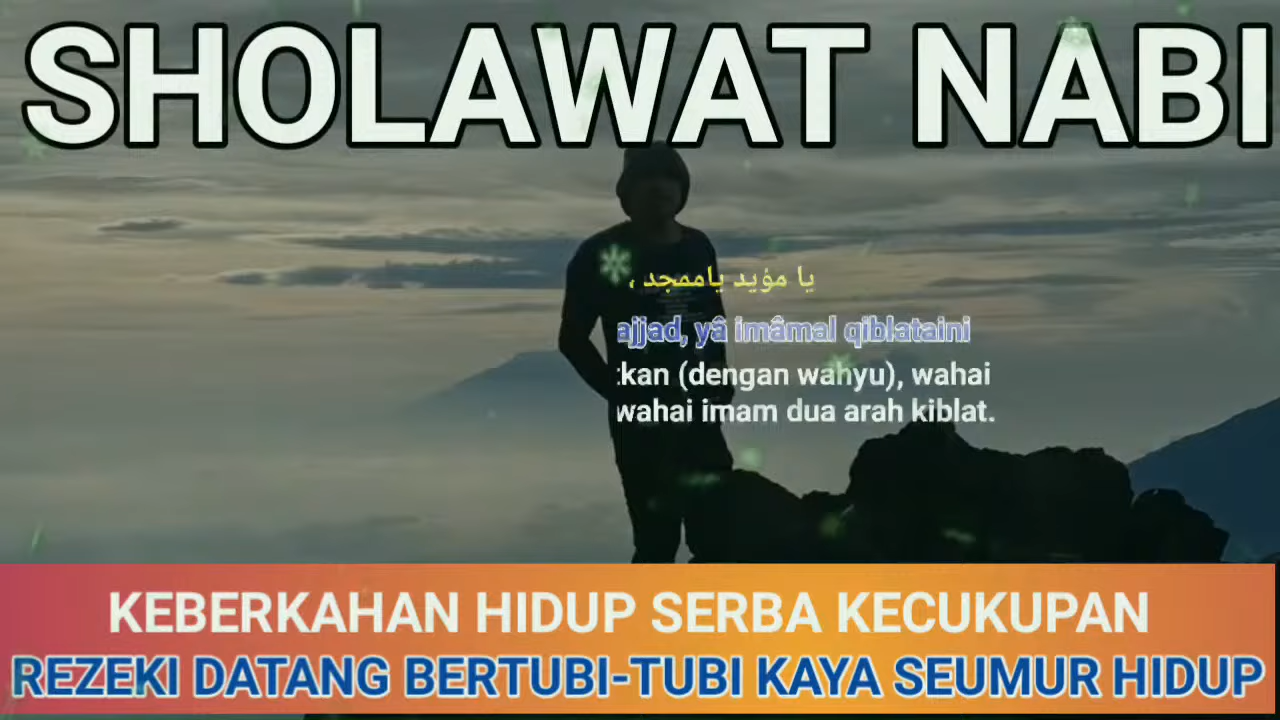 SHOLAWAT NABI
يا مؤيد ياممجد ،
ajjad, yâ imâmal qiblataini
kan (dengan wahyu), wahai
wahai imam dua arah kiblat.
KEBERKAHAN HIDUP SERBA KECUKUPAN
REZEKI DATANG BERTUBI-TUBI KAYA SEUMUR HIDUP